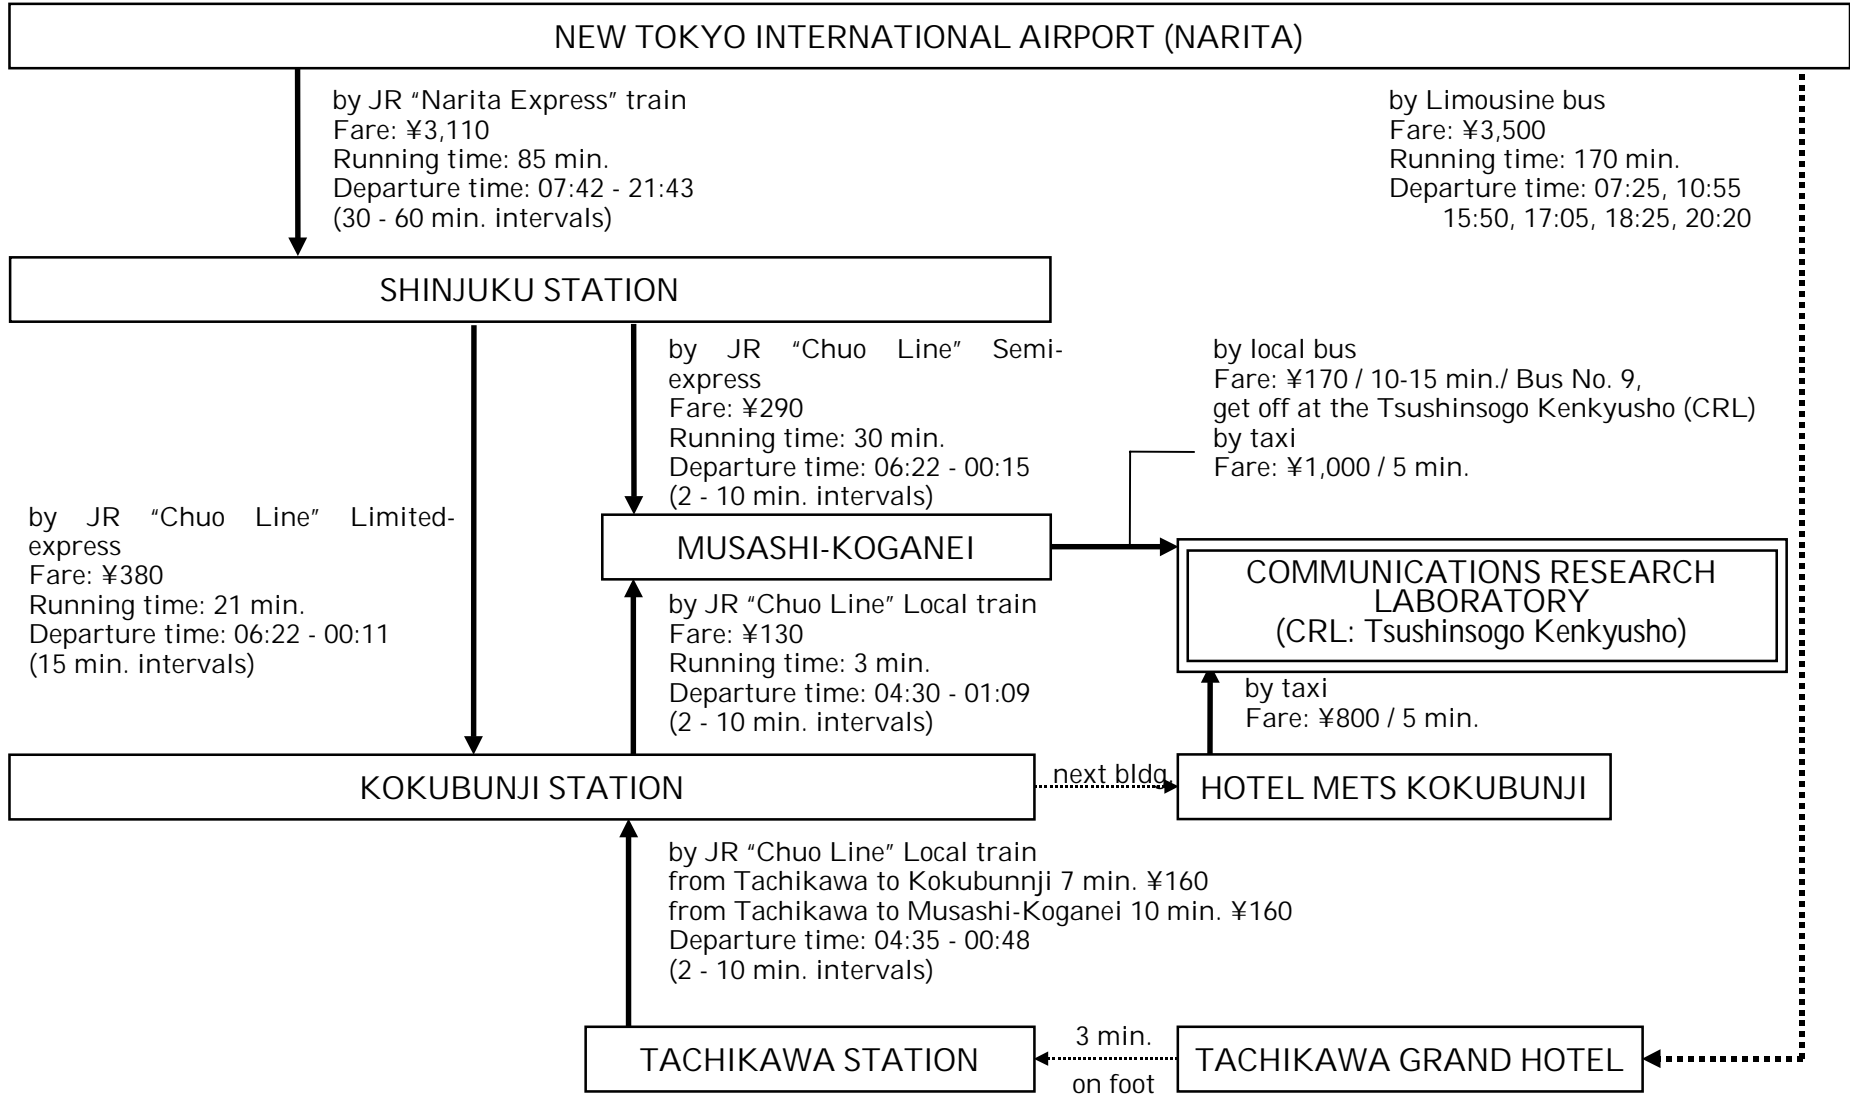 NEW TOKYO INTERNATIONAL AIRPORT (NARITA)
by JR “Narita Express” train
Fare: ¥3,110
Running time: 85 min.
Departure time: 07:42 - 21:43
(30 - 60 min. intervals)
by Limousine bus
Fare: ¥3,500
Running time: 170 min.
Departure time: 07:25, 10:55
15:50, 17:05, 18:25, 20:20
SHINJUKU STATION
by JR “Chuo Line” Semi-
express
Fare: ¥290
Running time: 30 min.
Departure time: 06:22 - 00:15
(2 - 10 min. intervals)
by local bus
Fare: ¥170 / 10-15 min./ Bus No. 9,
get off at the Tsushinsogo Kenkyusho (CRL)
by taxi
Fare: ¥1,000 / 5 min.
by JR “Chuo Line” Limited-
express
Fare: ¥380
Running time: 21 min.
Departure time: 06:22 - 00:11
(15 min. intervals)
MUSASHI-KOGANEI
COMMUNICATIONS RESEARCH
LABORATORY
(CRL: Tsushinsogo Kenkyusho)
by JR “Chuo Line” Local train
Fare: ¥130
Running time: 3 min.
Departure time: 04:30 - 01:09
(2 - 10 min. intervals)
by taxi
Fare: ¥800 / 5 min.
KOKUBUNJI STATION
next bldg.
HOTEL METS KOKUBUNJI
by JR “Chuo Line” Local train
from Tachikawa to Kokubunnji 7 min. ¥160
from Tachikawa to Musashi-Koganei 10 min. ¥160
Departure time: 04:35 - 00:48
(2 - 10 min. intervals)
TACHIKAWA STATION
3 min.
on foot
TACHIKAWA GRAND HOTEL